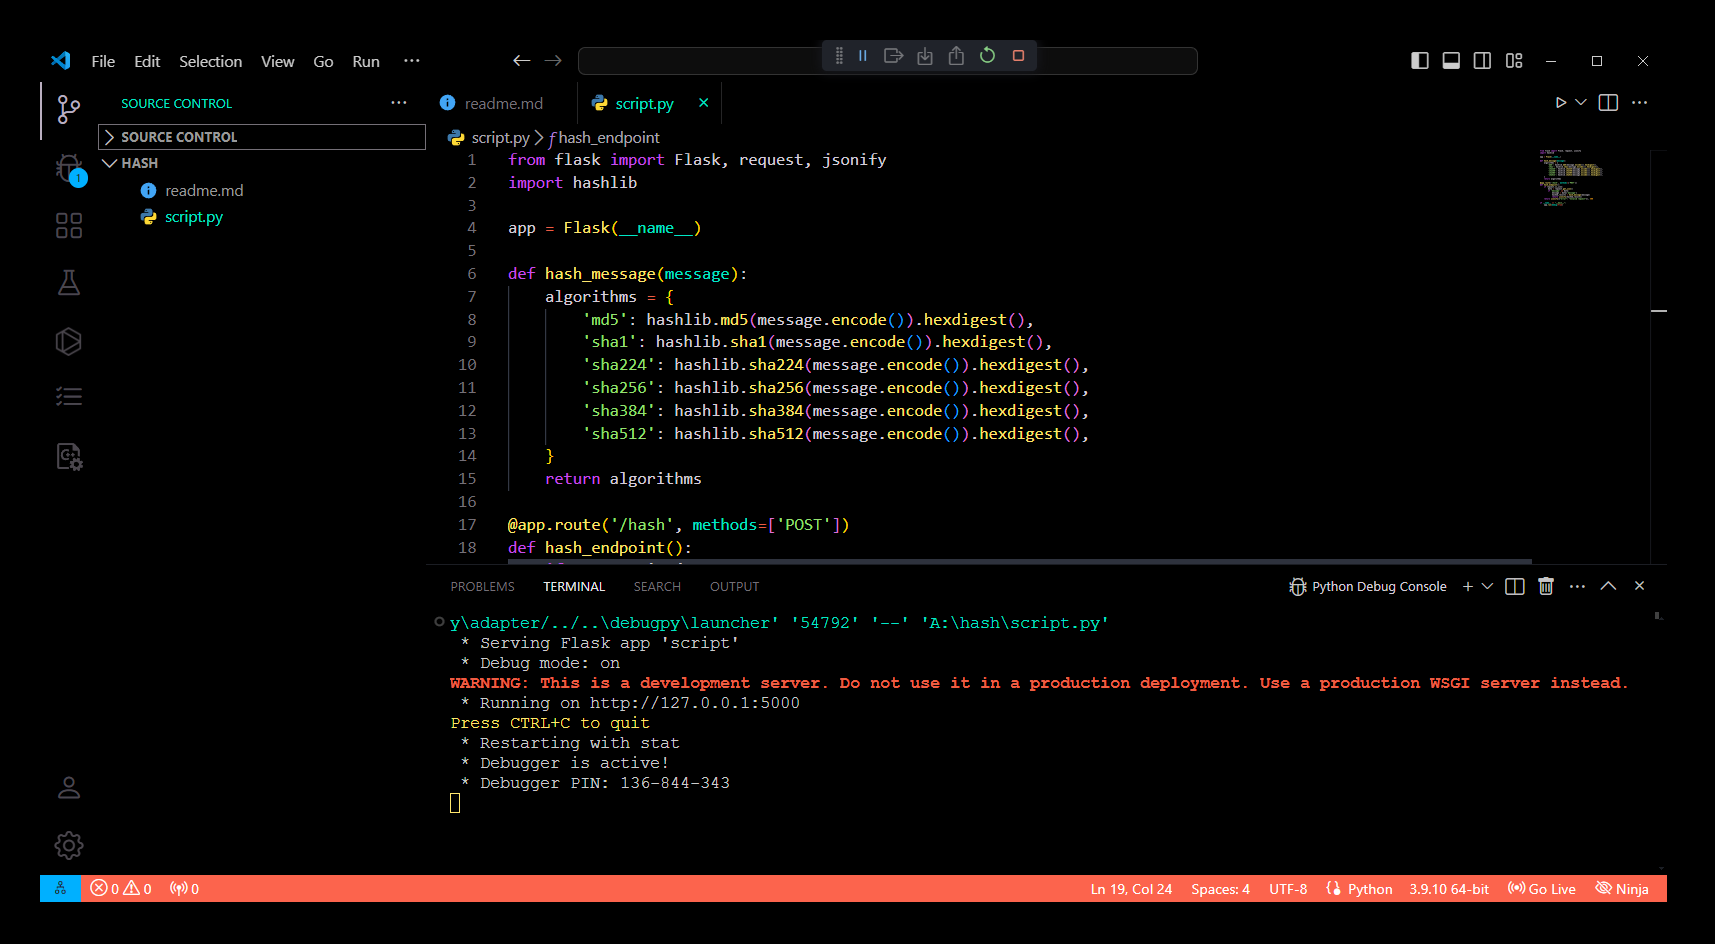 File Edit Selection View Go Run ···
SOURCE CONTROL ···
SOURCE CONTROL
HASH
readme.md
script.py
1
readme.md script.py
script.py > hash_endpoint
1 from flask import Flask, request, jsonify
2 import hashlib
3
4 app = Flask(__name__)
5
6 def hash_message(message):
7 algorithms = {
8 'md5': hashlib.md5(message.encode()).hexdigest(),
9 'sha1': hashlib.sha1(message.encode()).hexdigest(),
10 'sha224': hashlib.sha224(message.encode()).hexdigest(),
11 'sha256': hashlib.sha256(message.encode()).hexdigest(),
12 'sha384': hashlib.sha384(message.encode()).hexdigest(),
13 'sha512': hashlib.sha512(message.encode()).hexdigest(),
14 }
15 return algorithms
16
17 @app.route('/hash', methods=['POST'])
18 def hash_endpoint():
PROBLEMS TERMINAL SEARCH OUTPUT Python Debug Console
y\adapter/../..\debugpy\launcher' '54792' '--' 'A:\hash\script.py'
* Serving Flask app 'script'
* Debug mode: on
WARNING: This is a development server. Do not use it in a production deployment. Use a production WSGI server instead.
* Running on http://127.0.0.1:5000
Press CTRL+C to quit
* Restarting with stat
* Debugger is active!
* Debugger PIN: 136-844-343
0 0 0 Ln 19, Col 24 Spaces: 4 UTF-8 Python 3.9.10 64-bit Go Live Ninja